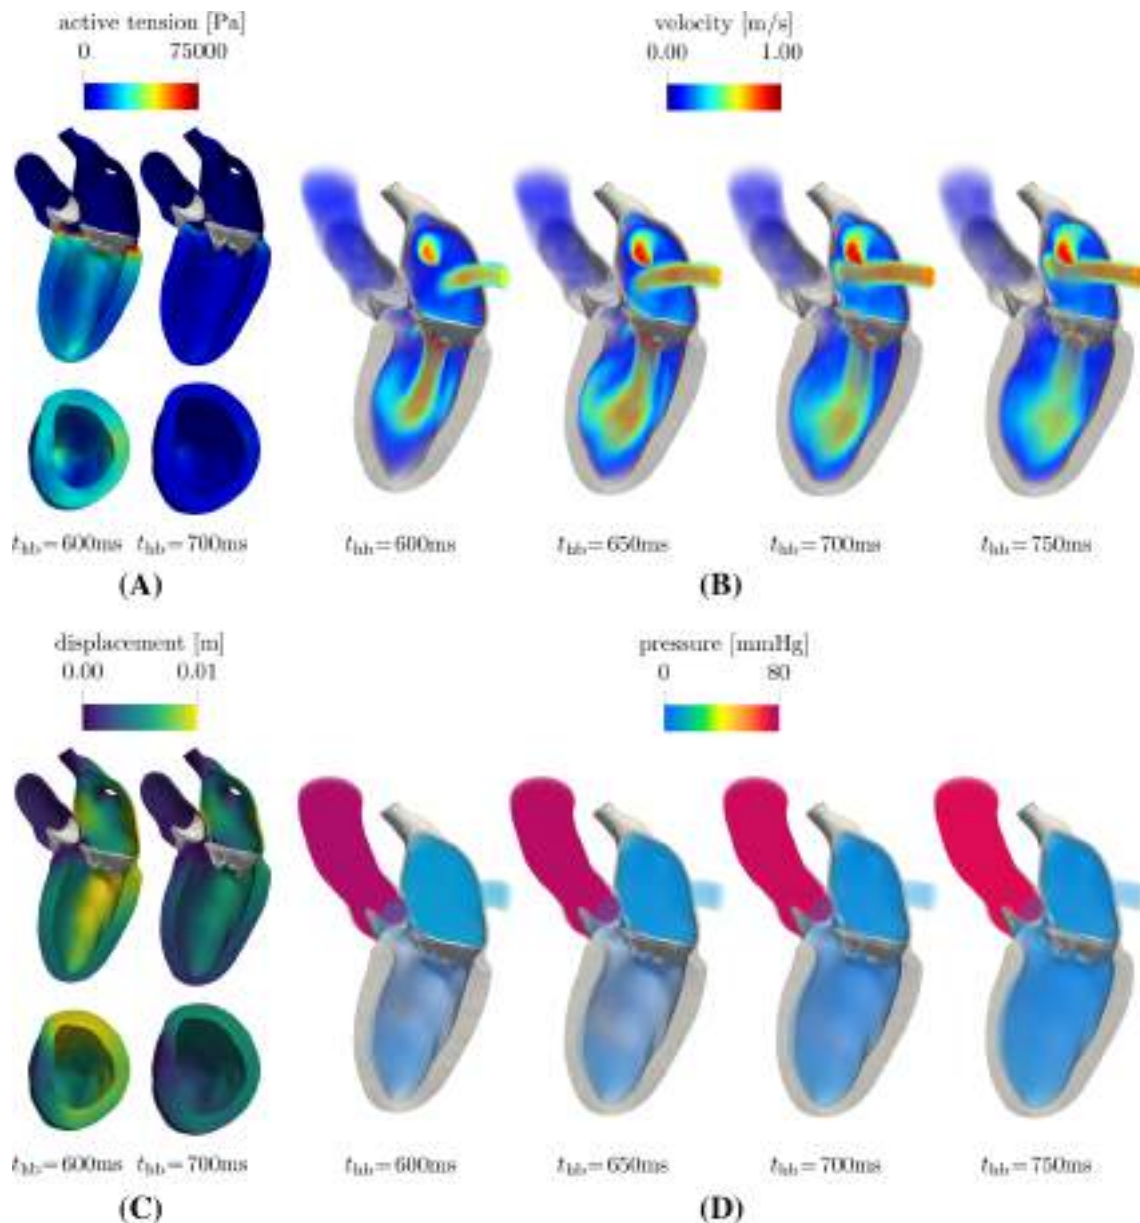 active tension [Pa]
0 75000
velocity [m/s]
0.00 1.00
t_hb=600ms t_hb=700ms
t_hb=600ms t_hb=650ms t_hb=700ms t_hb=750ms
(A) (B)
displacement [m]
0.00 0.01
pressure [mmHg]
0 80
t_hb=600ms t_hb=700ms
t_hb=600ms t_hb=650ms t_hb=700ms t_hb=750ms
(C) (D)